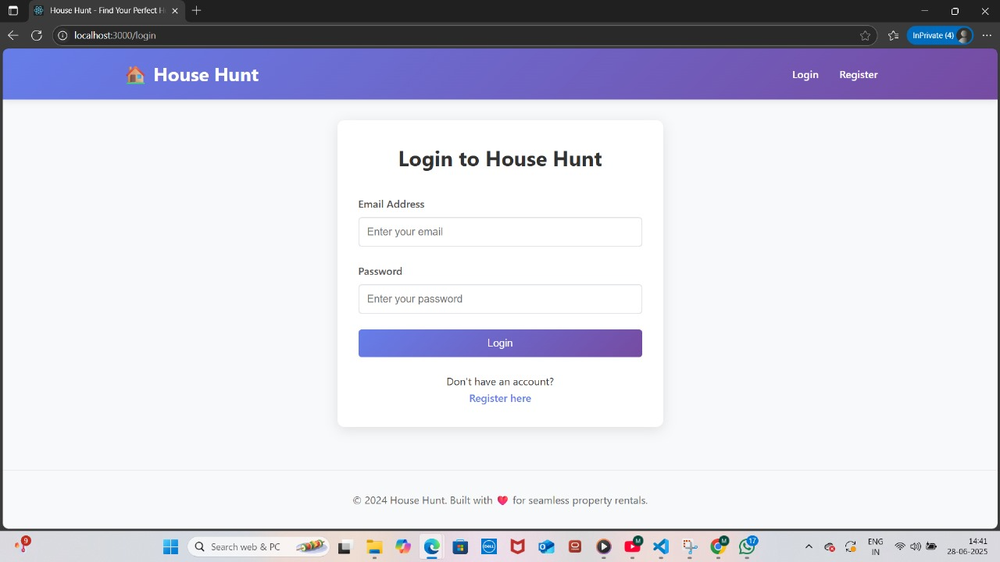 House Hunt - Find Your Perfect H
localhost:3000/login
InPrivate (4)
House Hunt
Login
Register
Login to House Hunt
Email Address
Enter your email
Password
Enter your password
Login
Don't have an account?
Register here
© 2024 House Hunt. Built with ❤️ for seamless property rentals.
9
Search web & PC
DELL
M
M
17
ENG
IN
14:41
28-06-2025